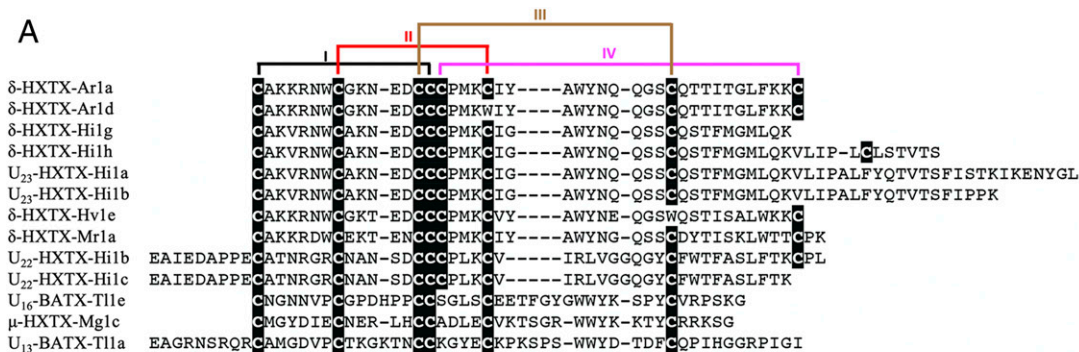 A
III
II
I
IV
δ-HXTX-Ar1a CAKKRNWCGKN-EDCCCPMKCIY----AWYNQ-QGSCQTTITGLFKKC
δ-HXTX-Ar1d CAKKRNWCGKN-EDCCCPMKWIY----AWYNQ-QGSCQTTITGLFKKC
δ-HXTX-Hi1g CAKVRNWCAKN-EDCCCPMKCIG----AWYNQ-QSSCQSTFMGMLQK
δ-HXTX-Hi1h CAKVRNWCAKN-EDCCCPMKCIG----AWYNQ-QSSCQSTFMGMLQKVLIP-LCLSTVTS
U23-HXTX-Hi1a CAKVRNWCAKN-EDCCCPMKCIG----AWYNQ-QSSCQSTFMGMLQKVLIPALFYQTVTSFISTKIKENYGL
U23-HXTX-Hi1b CAKVRNWCAKN-EDCCCPMKCIG----AWYNQ-QSSCQSTFMGMLQKVLIPALFYQTVTSFIPPK
δ-HXTX-Hv1e CAKKRNWCGKT-EDCCCPMKCVY----AWYNE-QGSWQSTISALWKKC
δ-HXTX-Mr1a CAKKRDWCEKT-ENCCCPMKCIY----AWYNG-QSSCDYTISKLWTTCPK
U22-HXTX-Hi1b EAIEDAPPECATNRGRCNAN-SDCCCPLKCV-----IRLVGGQGYCFWTFASLFTKCPL
U22-HXTX-Hi1c EAIEDAPPECATNRGRCNAN-SDCCCPLKCV-----IRLVGGQGYCFWTFASLFTK
U16-BATX-Tl1e CNGNNVPCGPDHPPCCSGLSCEETFGYGWWYK-SPYCVRPSKG
μ-HXTX-Mg1c CMGYDIECNER-LHCCADLECVKTSGR-WWYK-KTYCRRKSG
U13-BATX-Tl1a EAGRNSRQRCAMGDVPCTKGKTNCCKGYECKPKSPS-WWYD-TDFCQPIHGGRPIGI